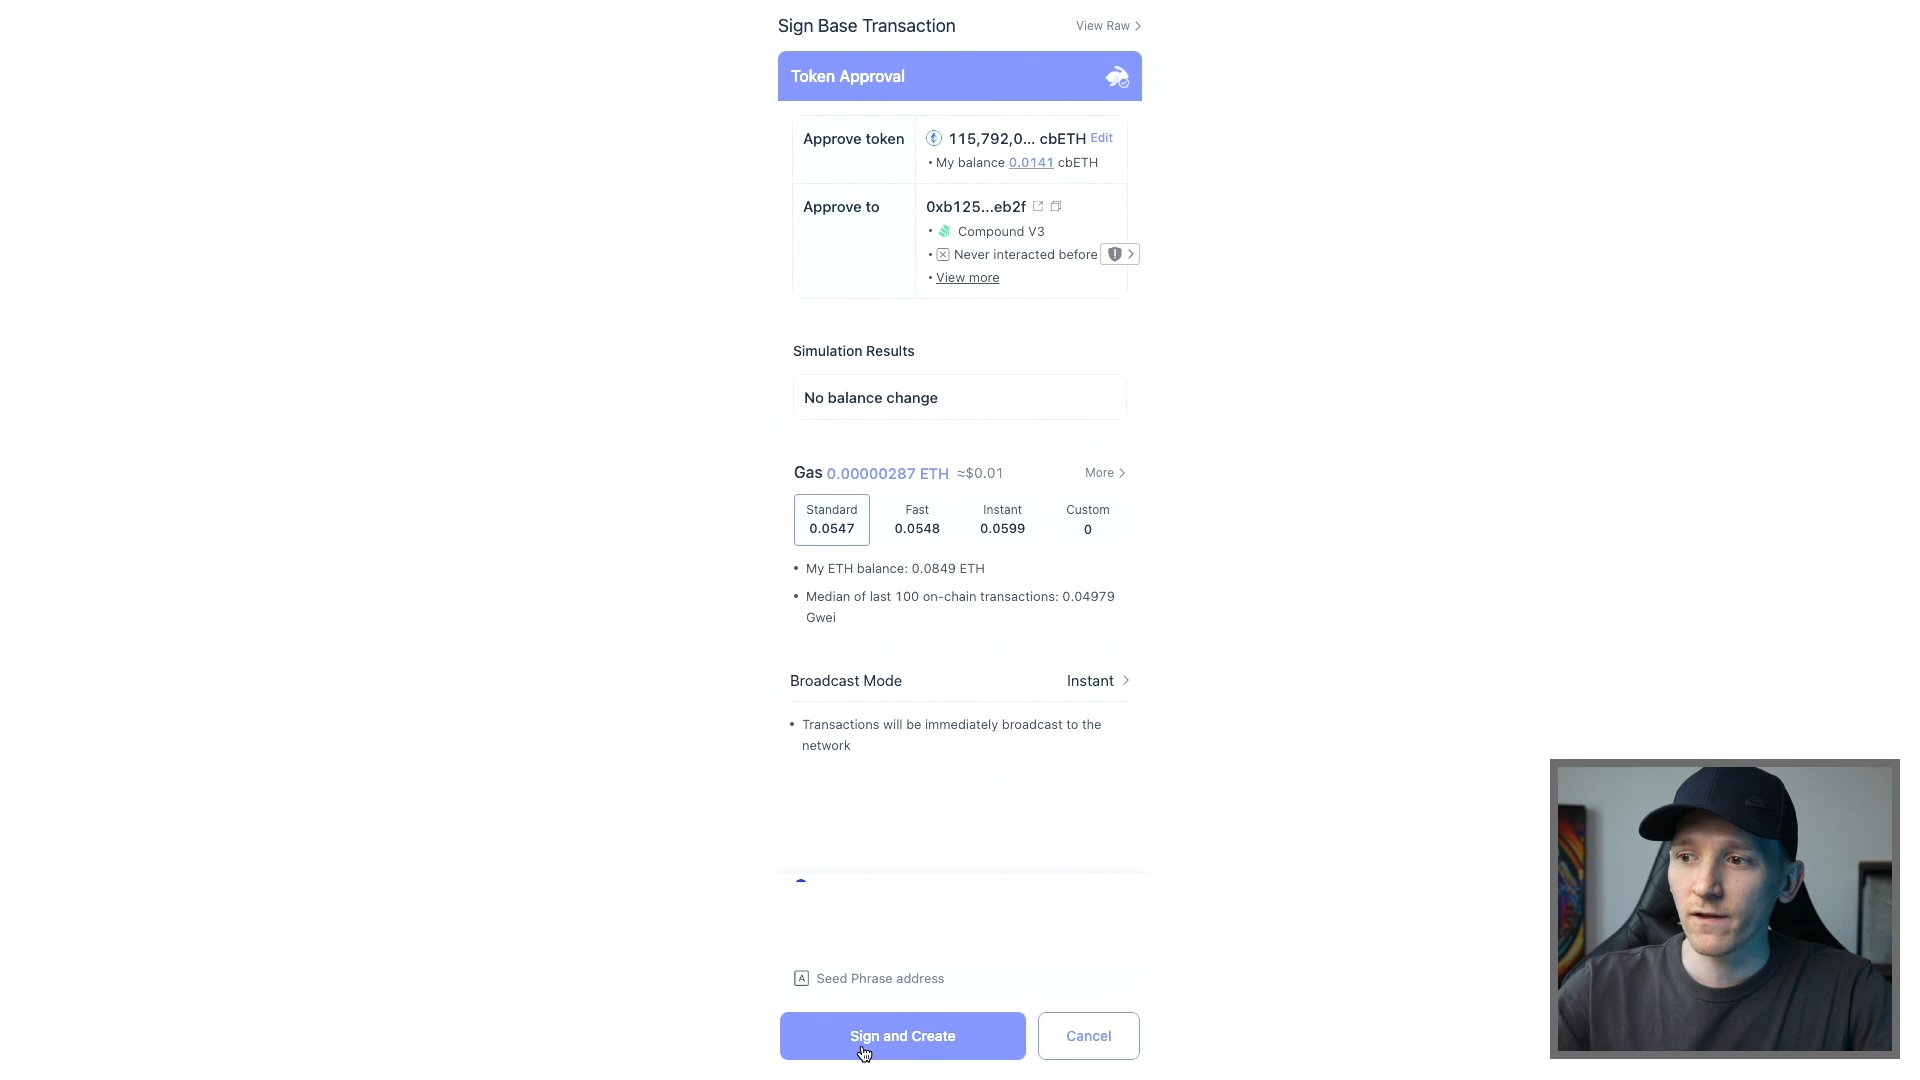 Sign Base Transaction
View Raw
Token Approval
Approve token
115,792,0... cbETH Edit
• My balance 0.0141 cbETH
Approve to
0xb125...eb2f
• Compound V3
• Never interacted before
• View more
Simulation Results
No balance change
Gas 0.00000287 ETH ≈$0.01
More
Standard
0.0547
Fast
0.0548
Instant
0.0599
Custom
0
• My ETH balance: 0.0849 ETH
• Median of last 100 on-chain transactions: 0.04979
Gwei
Broadcast Mode
Instant
• Transactions will be immediately broadcast to the
network
A Seed Phrase address
Sign and Create
Cancel